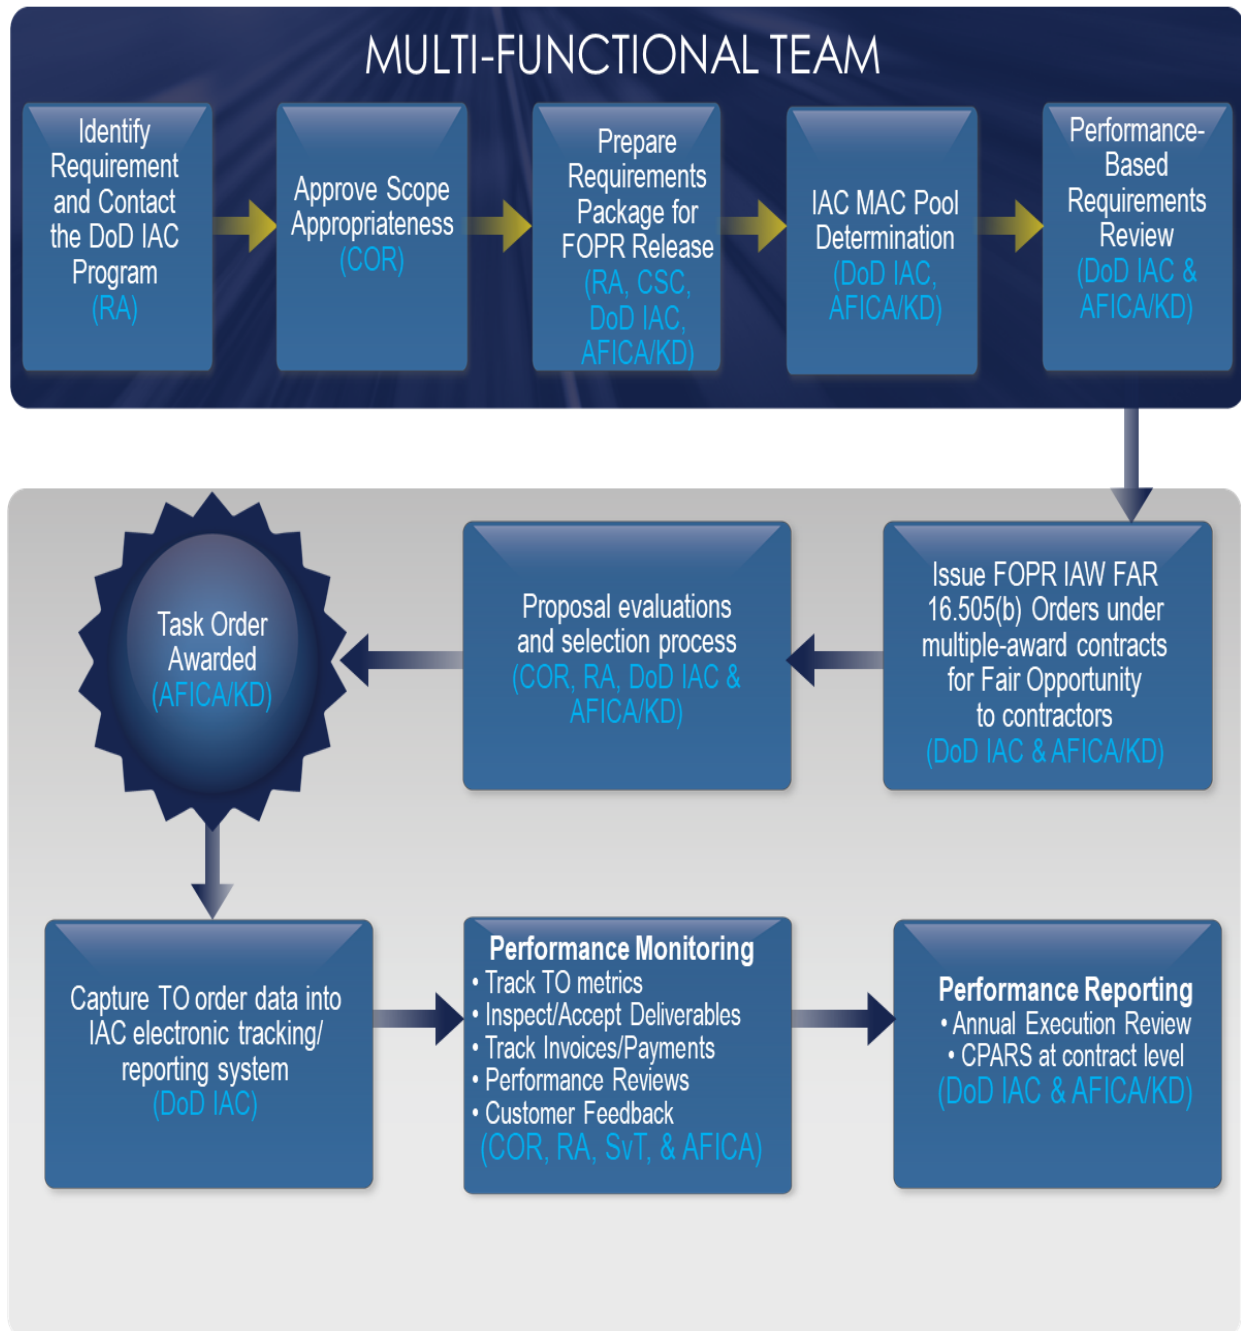 MULTI-FUNCTIONAL TEAM
Identify
Requirement
and Contact
the DoD IAC
Program
(RA)
Approve Scope
Appropriateness
(COR)
Prepare
Requirements
Package for
FOPR Release
(RA, CSC,
DoD IAC,
AFICA/KD)
IAC MAC Pool
Determination
(DoD IAC,
AFICA/KD)
Performance-
Based
Requirements
Review
(DoD IAC &
AFICA/KD)
Issue FOPR IAW FAR
16.505(b) Orders under
multiple-award contracts
for Fair Opportunity
to contractors
(DoD IAC & AFICA/KD)
Proposal evaluations
and selection process
(COR, RA, DoD IAC &
AFICA/KD)
Task Order
Awarded
(AFICA/KD)
Capture TO order data into
IAC electronic tracking/
reporting system
(DoD IAC)
Performance Monitoring
• Track TO metrics
• Inspect/Accept Deliverables
• Track Invoices/Payments
• Performance Reviews
• Customer Feedback
(COR, RA, SvT, & AFICA)
Performance Reporting
• Annual Execution Review
• CPARS at contract level
(DoD IAC & AFICA/KD)